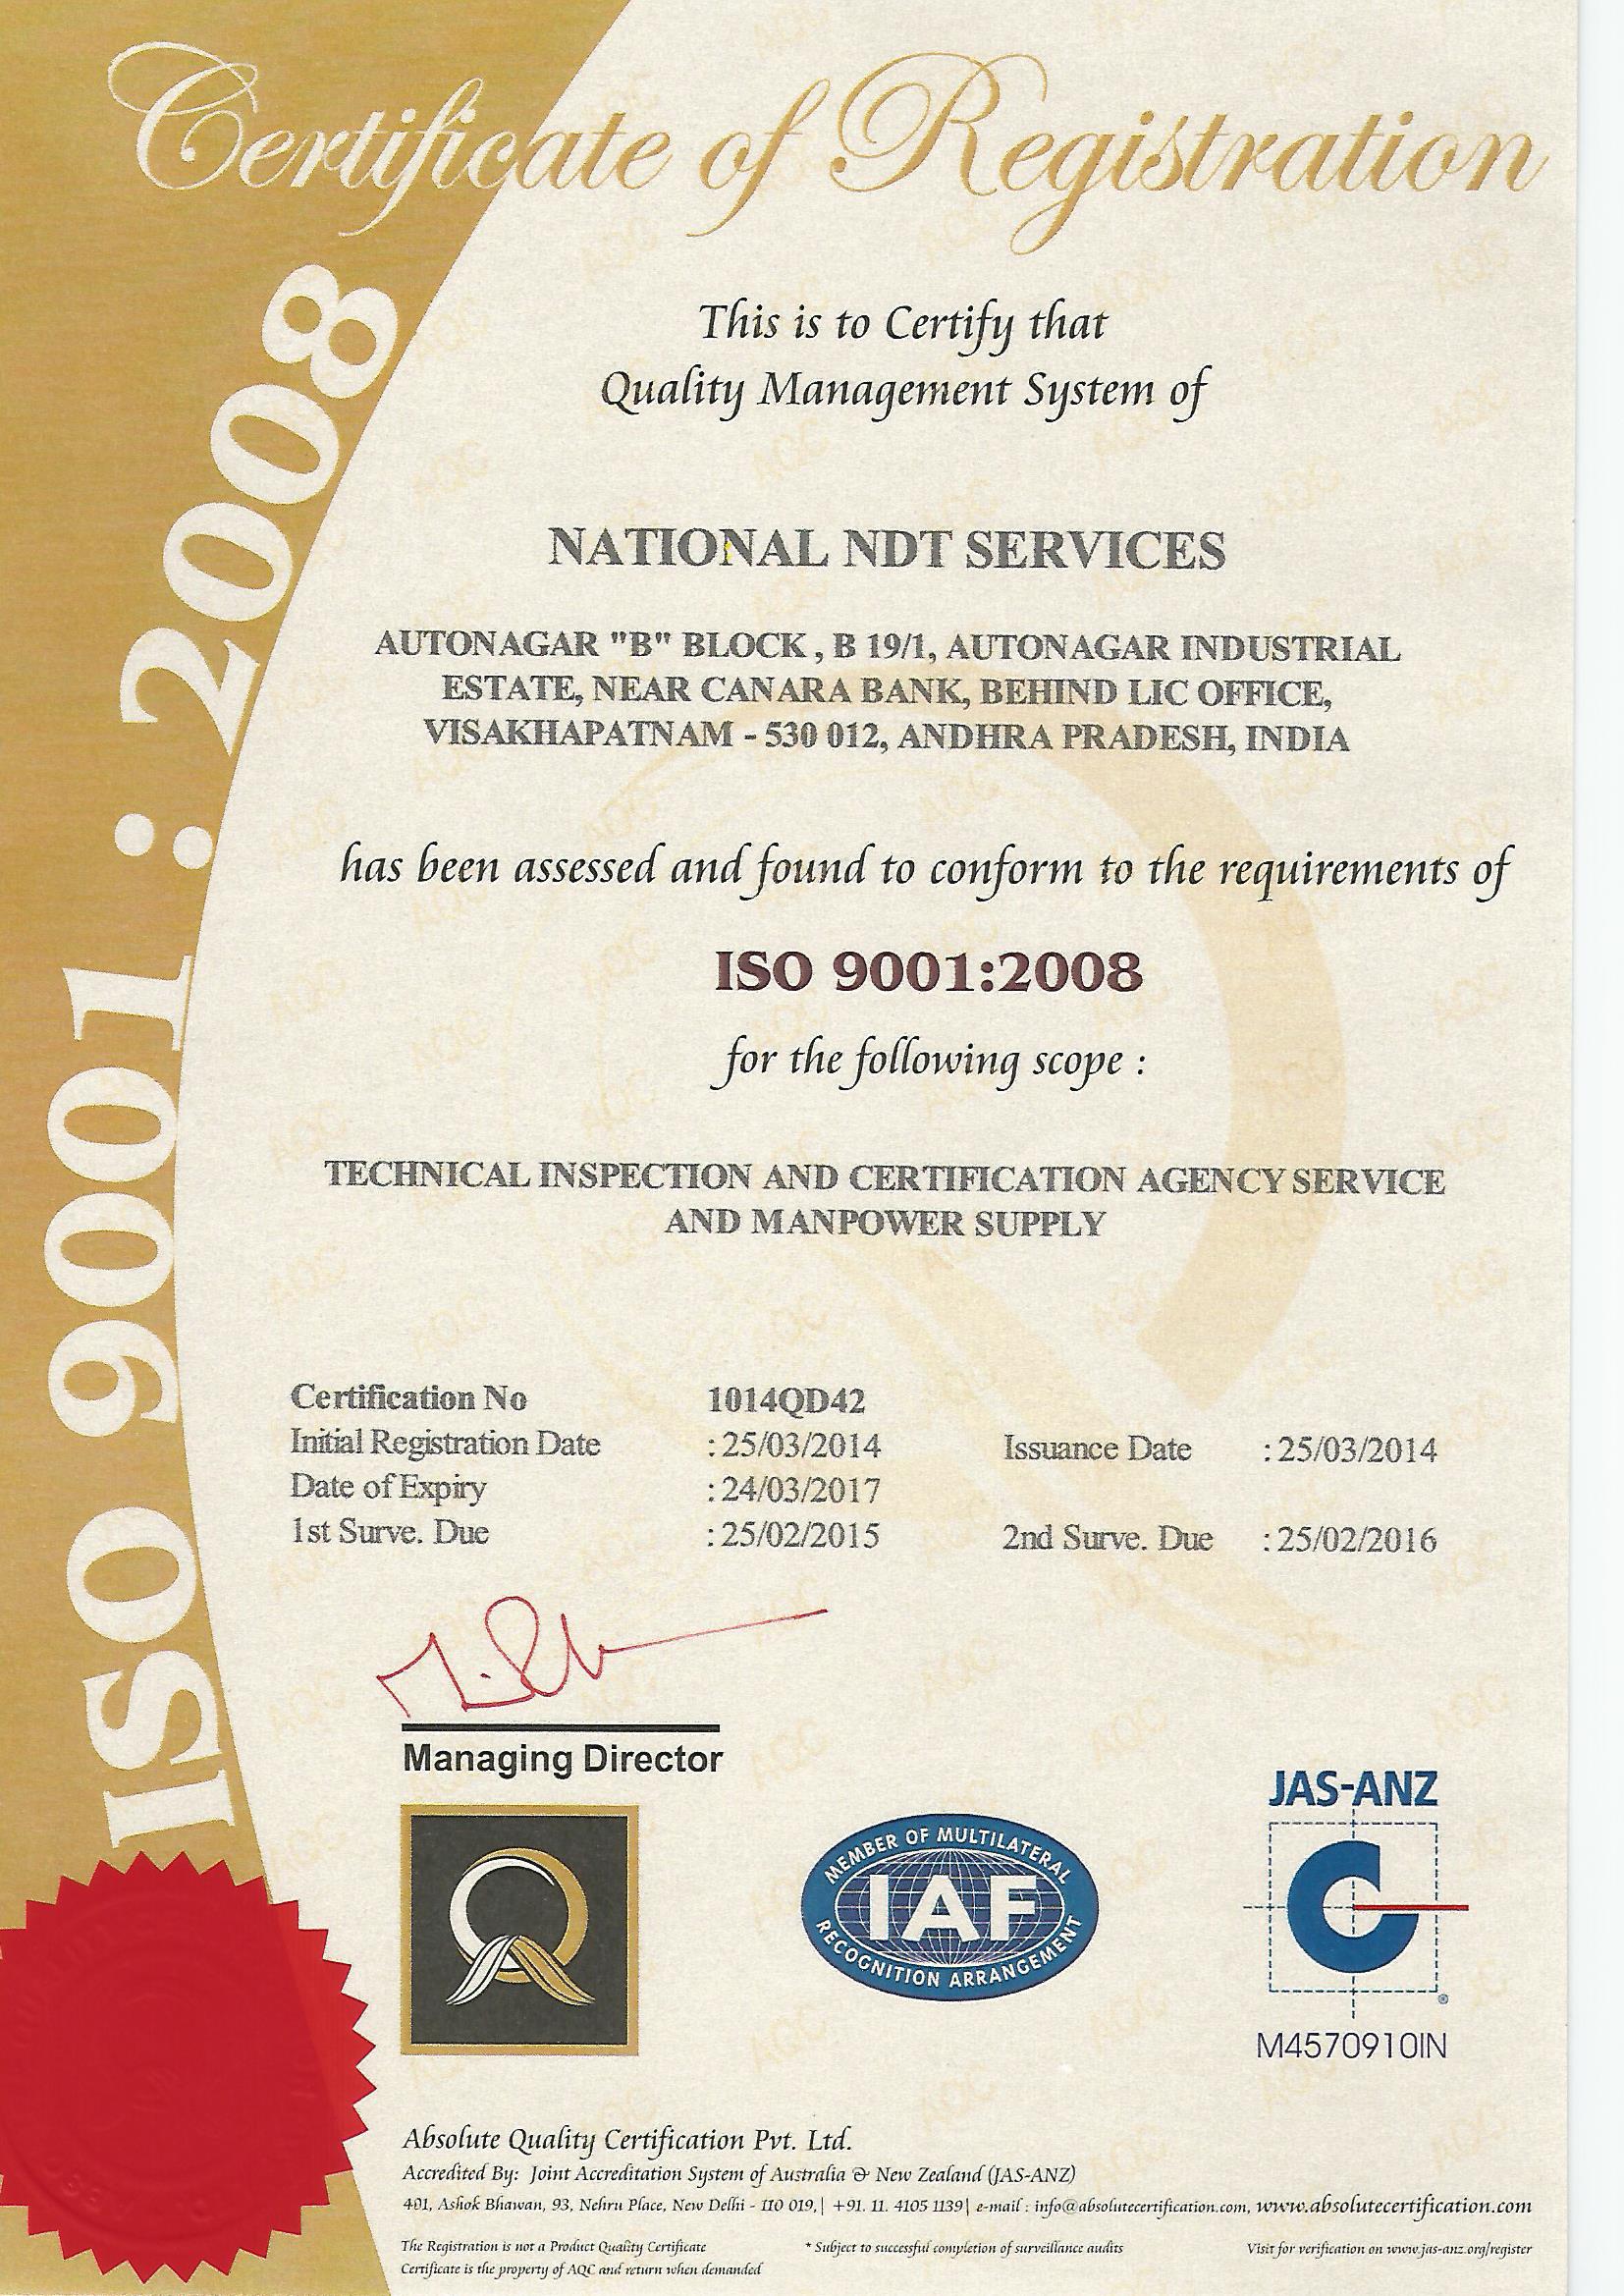 Certificate of Registration
ISO 9001 : 2008
This is to Certify that
Quality Management System of
NATIONAL NDT SERVICES
AUTONAGAR "B" BLOCK , B 19/1, AUTONAGAR INDUSTRIAL
ESTATE, NEAR CANARA BANK, BEHIND LIC OFFICE,
VISAKHAPATNAM - 530 012, ANDHRA PRADESH, INDIA
has been assessed and found to conform to the requirements of
ISO 9001:2008
for the following scope :
TECHNICAL INSPECTION AND CERTIFICATION AGENCY SERVICE
AND MANPOWER SUPPLY
Certification No 1014QD42
Initial Registration Date : 25/03/2014 Issuance Date : 25/03/2014
Date of Expiry : 24/03/2017
1st Surve. Due : 25/02/2015 2nd Surve. Due : 25/02/2016
Managing Director
MEMBER OF MULTILATERAL
IAF
RECOGNITION ARRANGEMENT
JAS-ANZ
M4570910IN
Absolute Quality Certification Pvt. Ltd.
Accredited By: Joint Accreditation System of Australia & New Zealand (JAS-ANZ)
401, Ashok Bhawan, 93, Nehru Place, New Delhi - 110 019,| +91. 11. 4105 1139| e-mail : info@absolutecertification.com, www.absolutecertification.com
The Registration is not a Product Quality Certificate * Subject to successful completion of surveillance audits Visit for verification on www.jas-anz.org/register
Certificate is the property of AQC and return when demanded